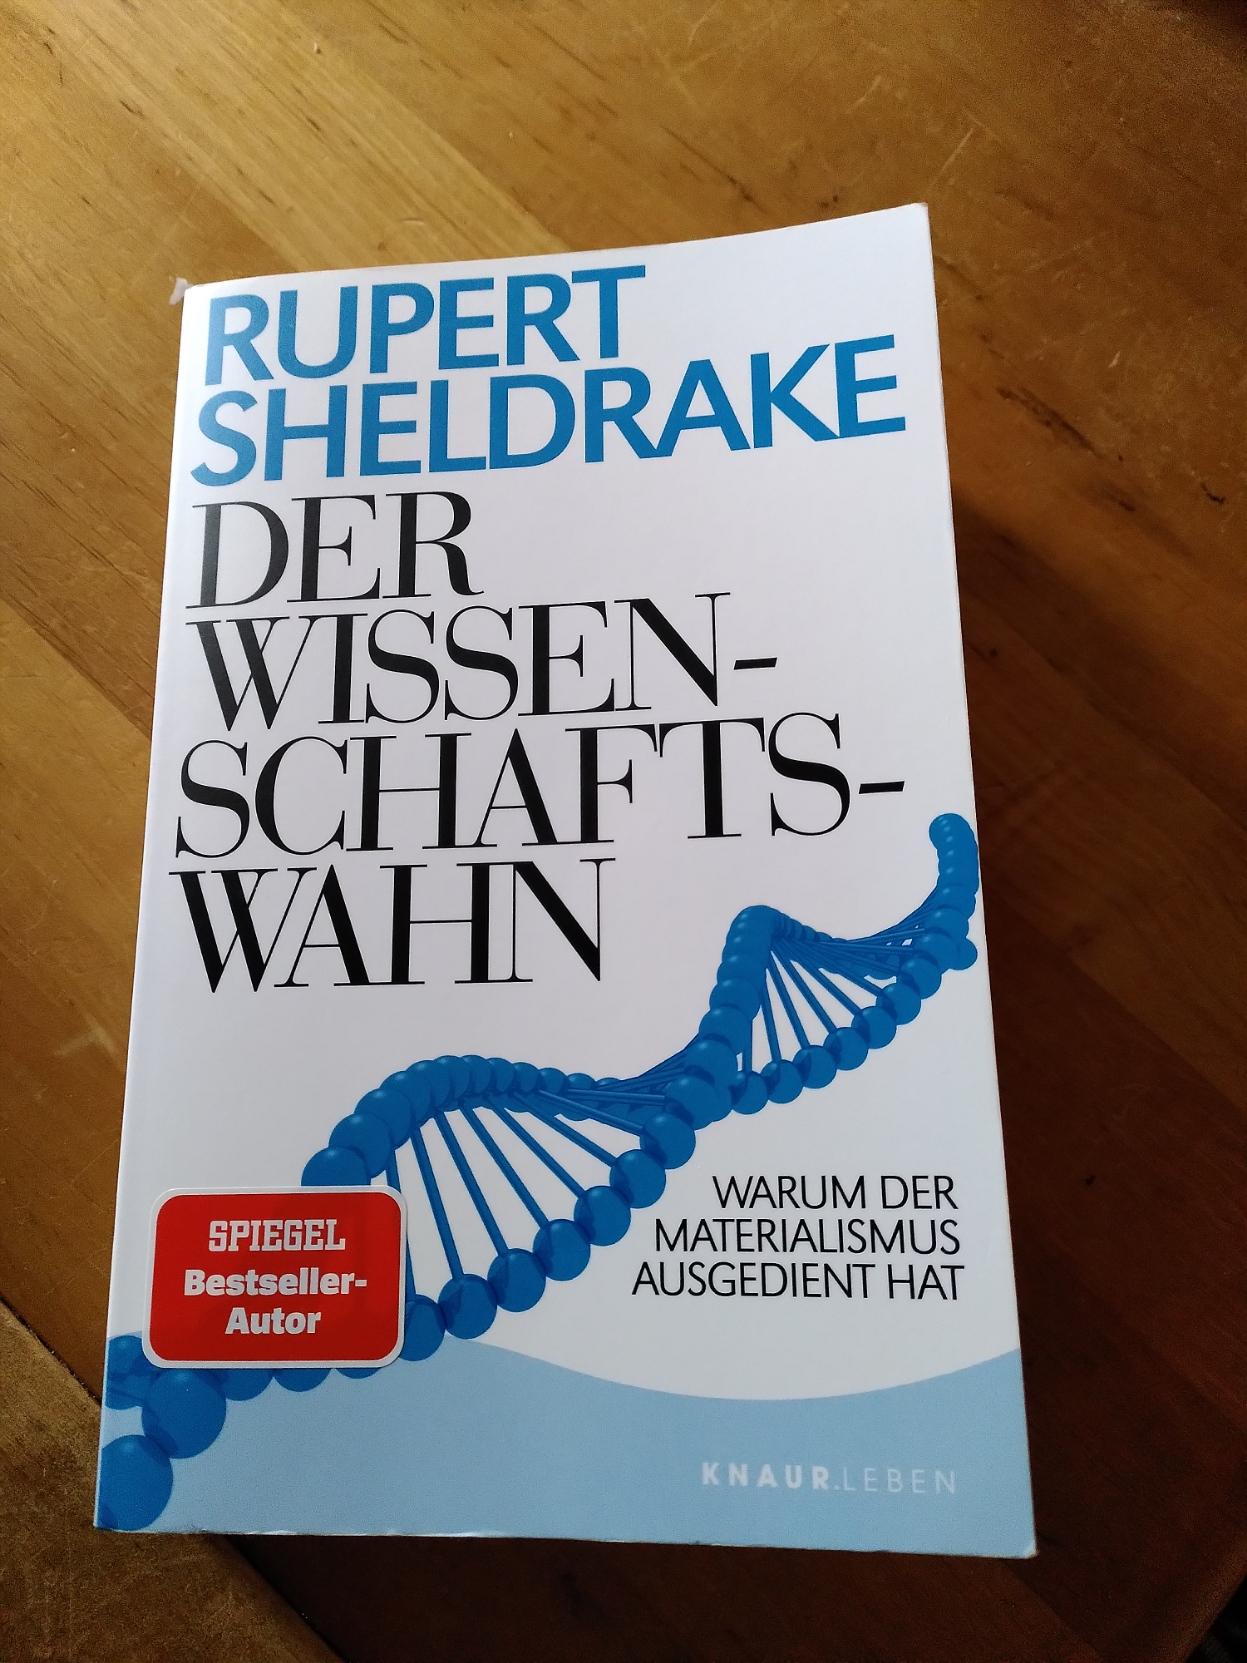 RUPERT
SHELDRAKE
DER
WISSEN-
SCHAFTS-
WAHN
WARUM DER
MATERIALISMUS
AUSGEDIENT HAT
SPIEGEL
Bestseller-
Autor
KNAUR.LEBEN